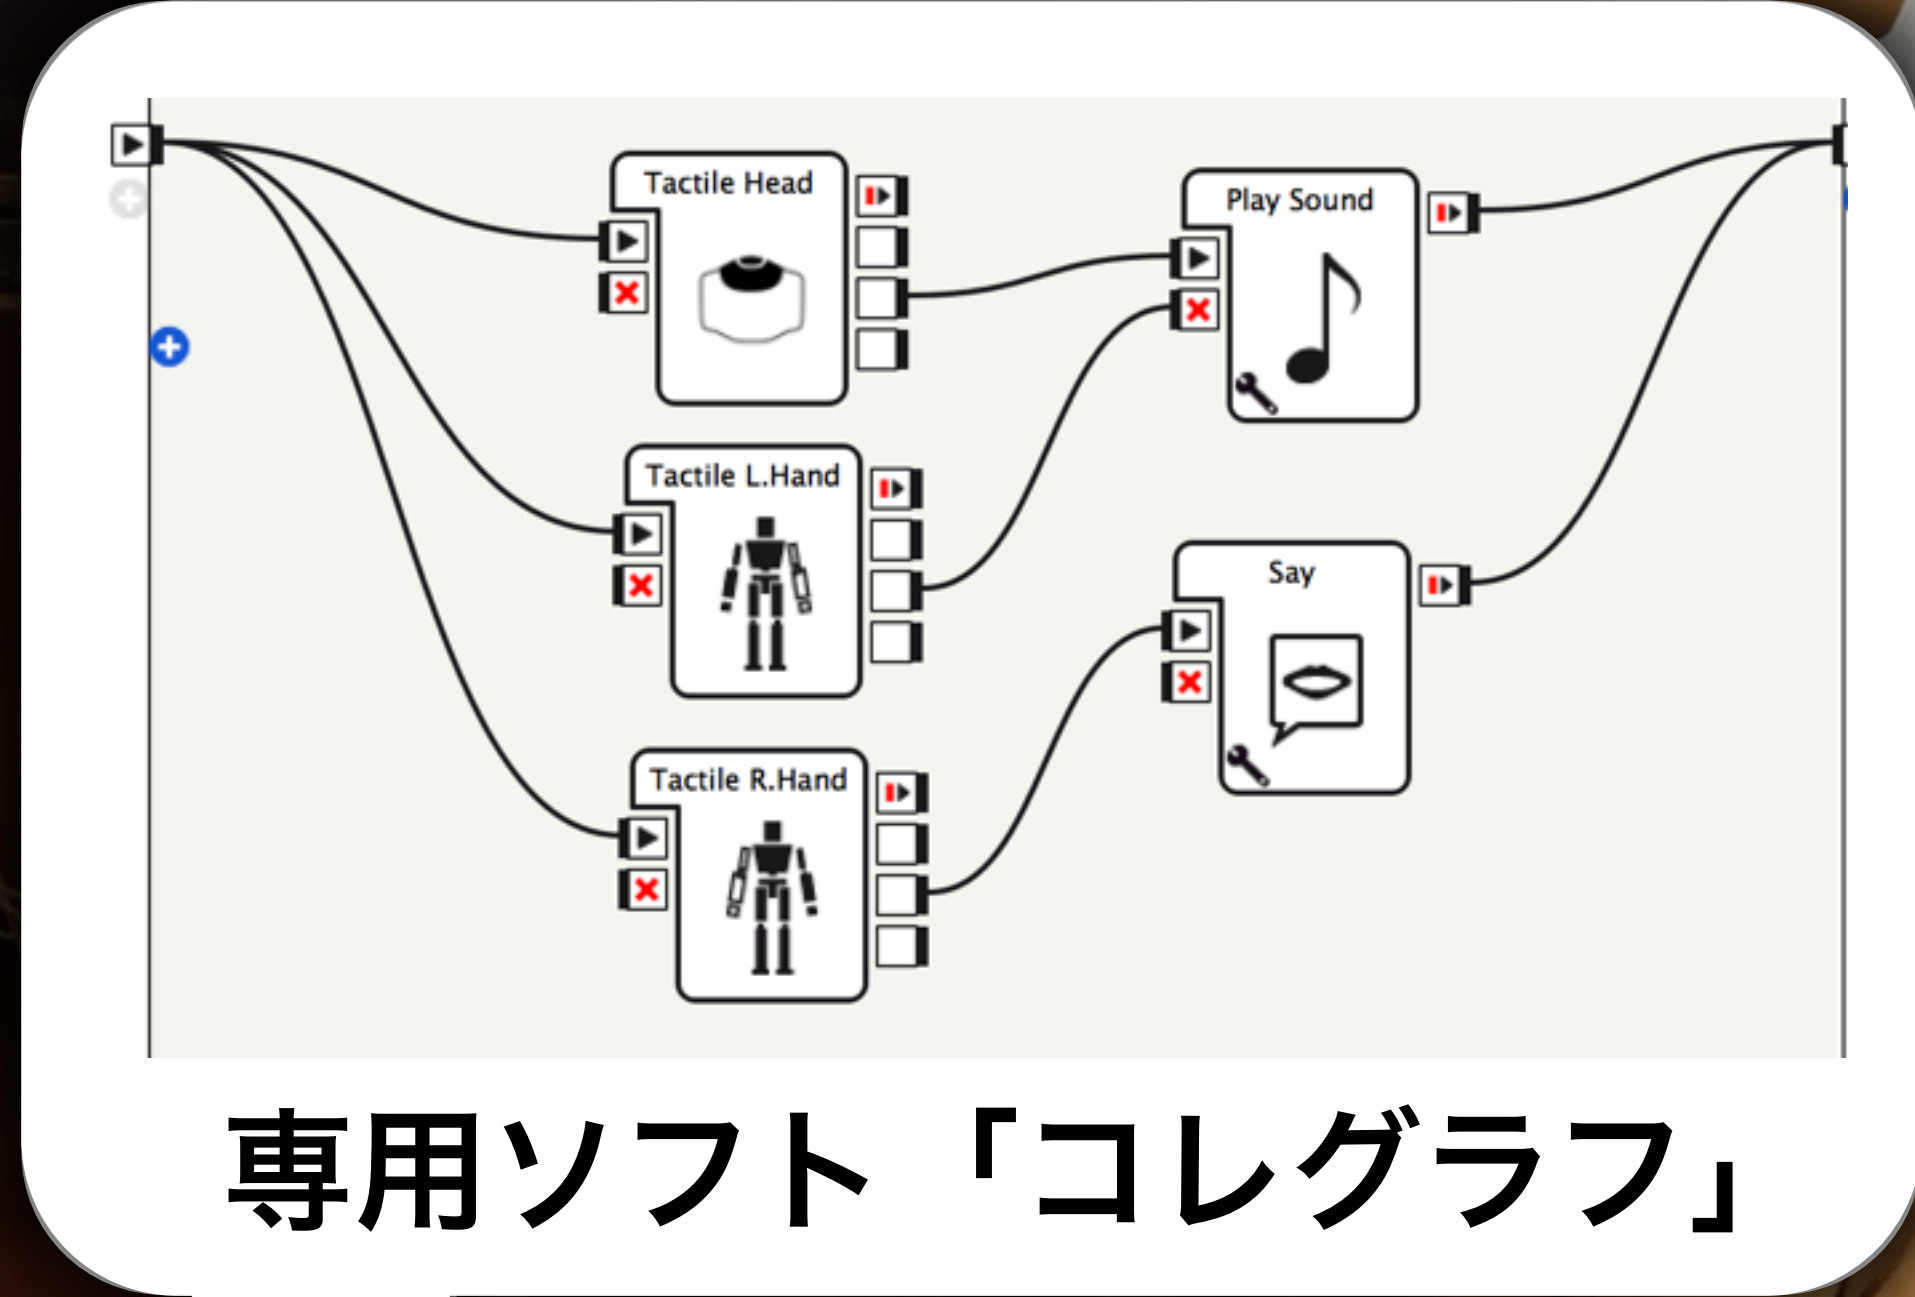 Tactile Head
Play Sound
Tactile L.Hand
Say
Tactile R.Hand
専用ソフト「コレグラフ」